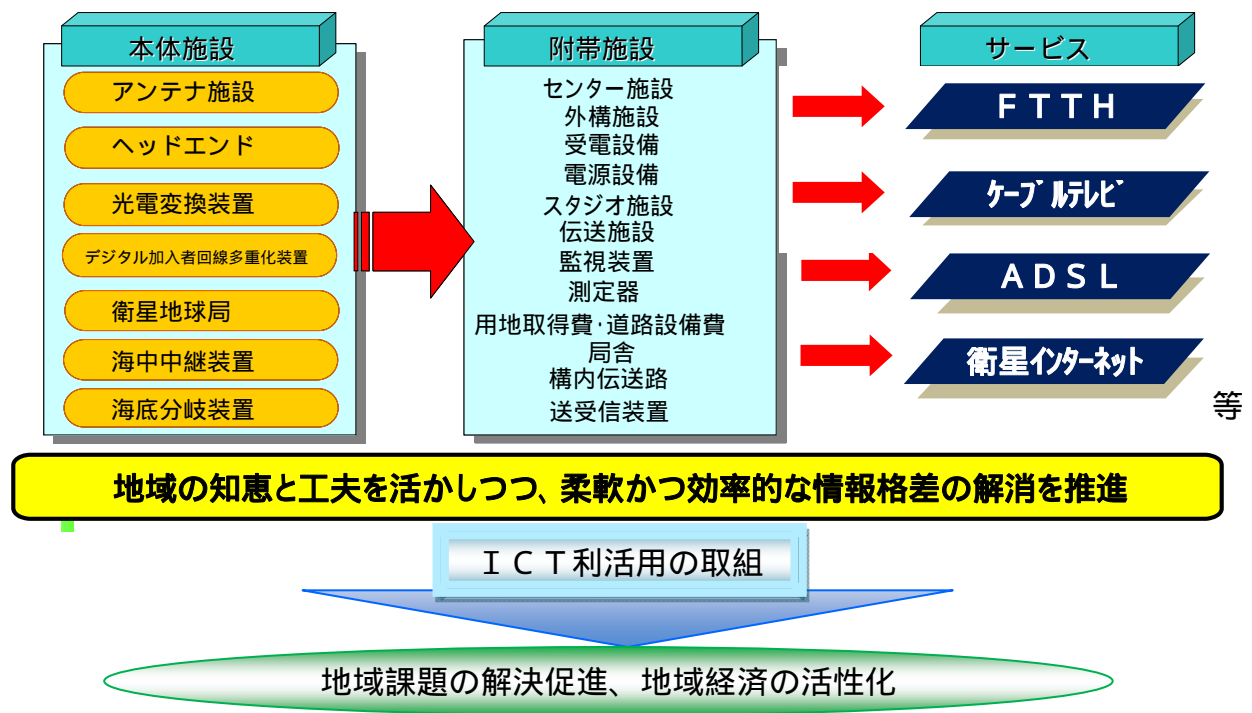 本体施設
アンテナ施設
ヘッドエンド
光電変換装置
デジタル加入者回線多重化装置
衛星地球局
海中中継装置
海底分岐装置
附帯施設
センター施設
外構施設
受電設備
電源設備
スタジオ施設
伝送施設
監視装置
測定器
用地取得費･道路設備費
局舎
構内伝送路
送受信装置
サービス
ＦＴＴＨ
ｹｰﾌﾞﾙﾃﾚﾋﾞ
ＡＤＳＬ
衛星ｲﾝﾀｰﾈｯﾄ
等
地域の知恵と工夫を活かしつつ、柔軟かつ効率的な情報格差の解消を推進
ＩＣＴ利活用の取組
地域課題の解決促進、地域経済の活性化